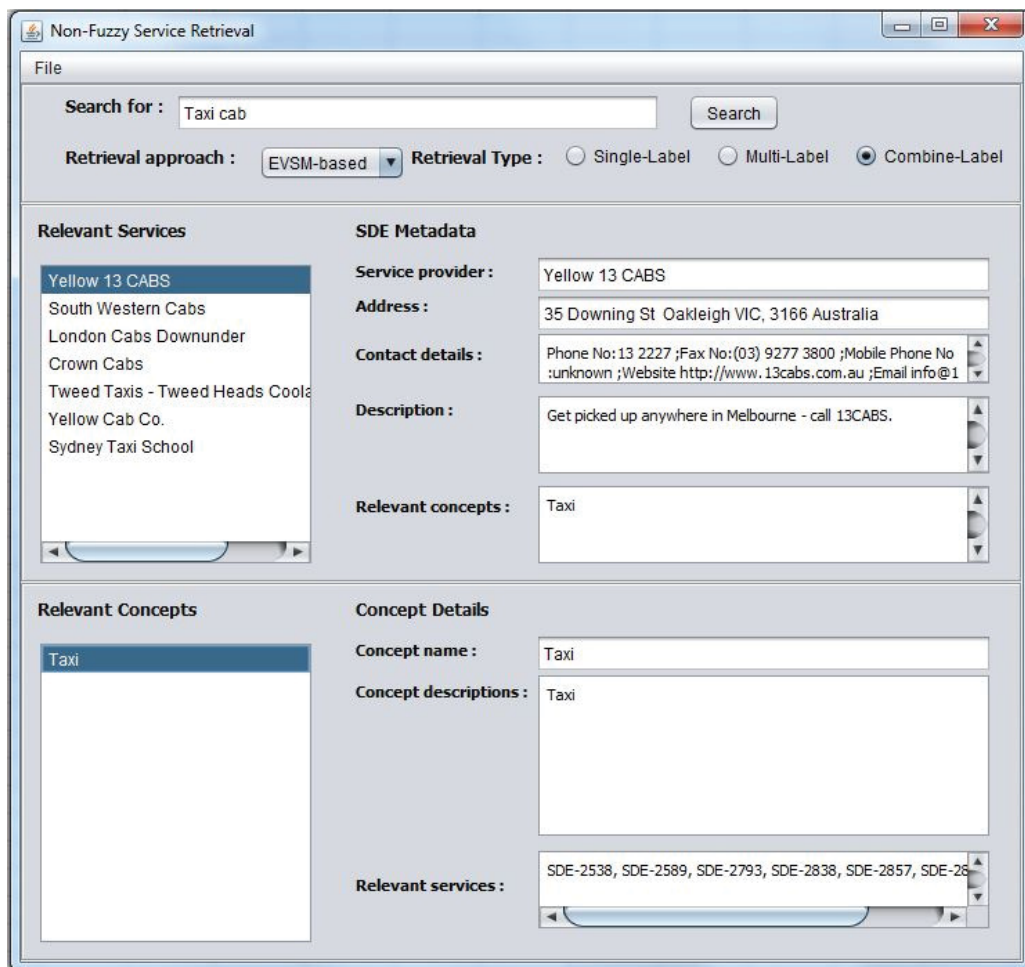 Non-Fuzzy Service Retrieval
File
Search for : Taxi cab Search
Retrieval approach : EVSM-based Retrieval Type : Single-Label Multi-Label Combine-Label
Relevant Services
Yellow 13 CABS
South Western Cabs
London Cabs Downunder
Crown Cabs
Tweed Taxis - Tweed Heads Coola
Yellow Cab Co.
Sydney Taxi School
SDE Metadata
Service provider : Yellow 13 CABS
Address : 35 Downing St Oakleigh VIC, 3166 Australia
Contact details : Phone No:13 2227 ;Fax No:(03) 9277 3800 ;Mobile Phone No
:unknown ;Website http://www.13cabs.com.au ;Email info@1
Description : Get picked up anywhere in Melbourne - call 13CABS.
Relevant concepts : Taxi
Relevant Concepts
Taxi
Concept Details
Concept name : Taxi
Concept descriptions : Taxi
Relevant services : SDE-2538, SDE-2589, SDE-2793, SDE-2838, SDE-2857, SDE-28